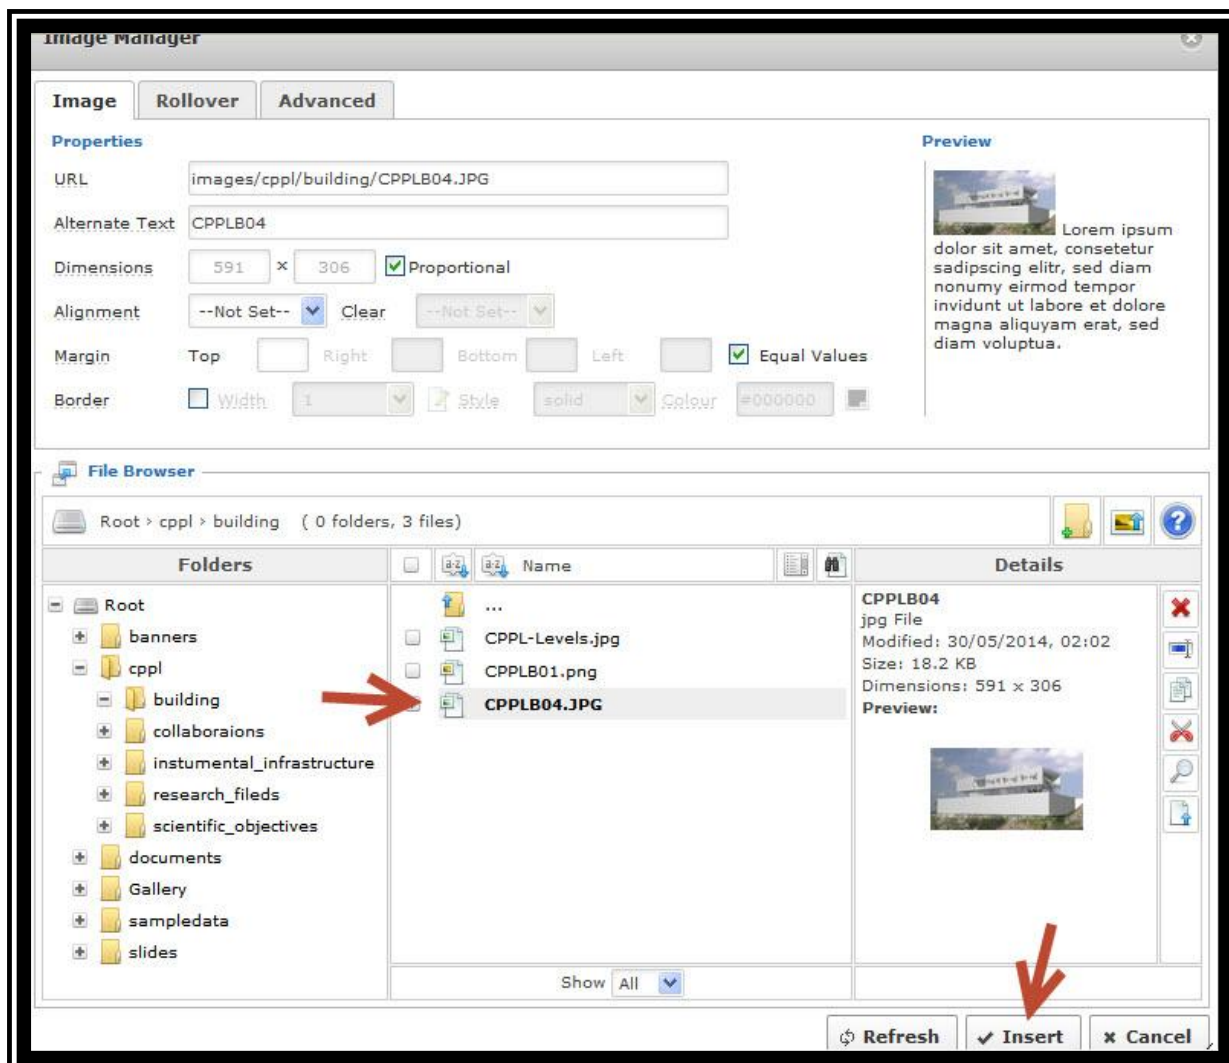 Image Manager
Image Rollover Advanced
Properties
URL images/cppl/building/CPPLB04.JPG
Alternate Text CPPLB04
Dimensions 591 × 306 Proportional
Alignment --Not Set-- Clear --Not Set--
Margin Top Right Bottom Left Equal Values
Border Width 1 Style solid Colour #000000
Preview
Lorem ipsum
dolor sit amet, consetetur
sadipscing elitr, sed diam
nonumy eirmod tempor
invidunt ut labore et dolore
magna aliquyam erat, sed
diam voluptua.
File Browser
Root > cppl > building ( 0 folders, 3 files)
Folders
Root
banners
cppl
building
collaboraions
instumental_infrastructure
research_fileds
scientific_objectives
documents
Gallery
sampledata
slides
Name
...
CPPL-Levels.jpg
CPPLB01.png
CPPLB04.JPG
Show All
Details
CPPLB04
jpg File
Modified: 30/05/2014, 02:02
Size: 18.2 KB
Dimensions: 591 x 306
Preview:
Refresh Insert Cancel